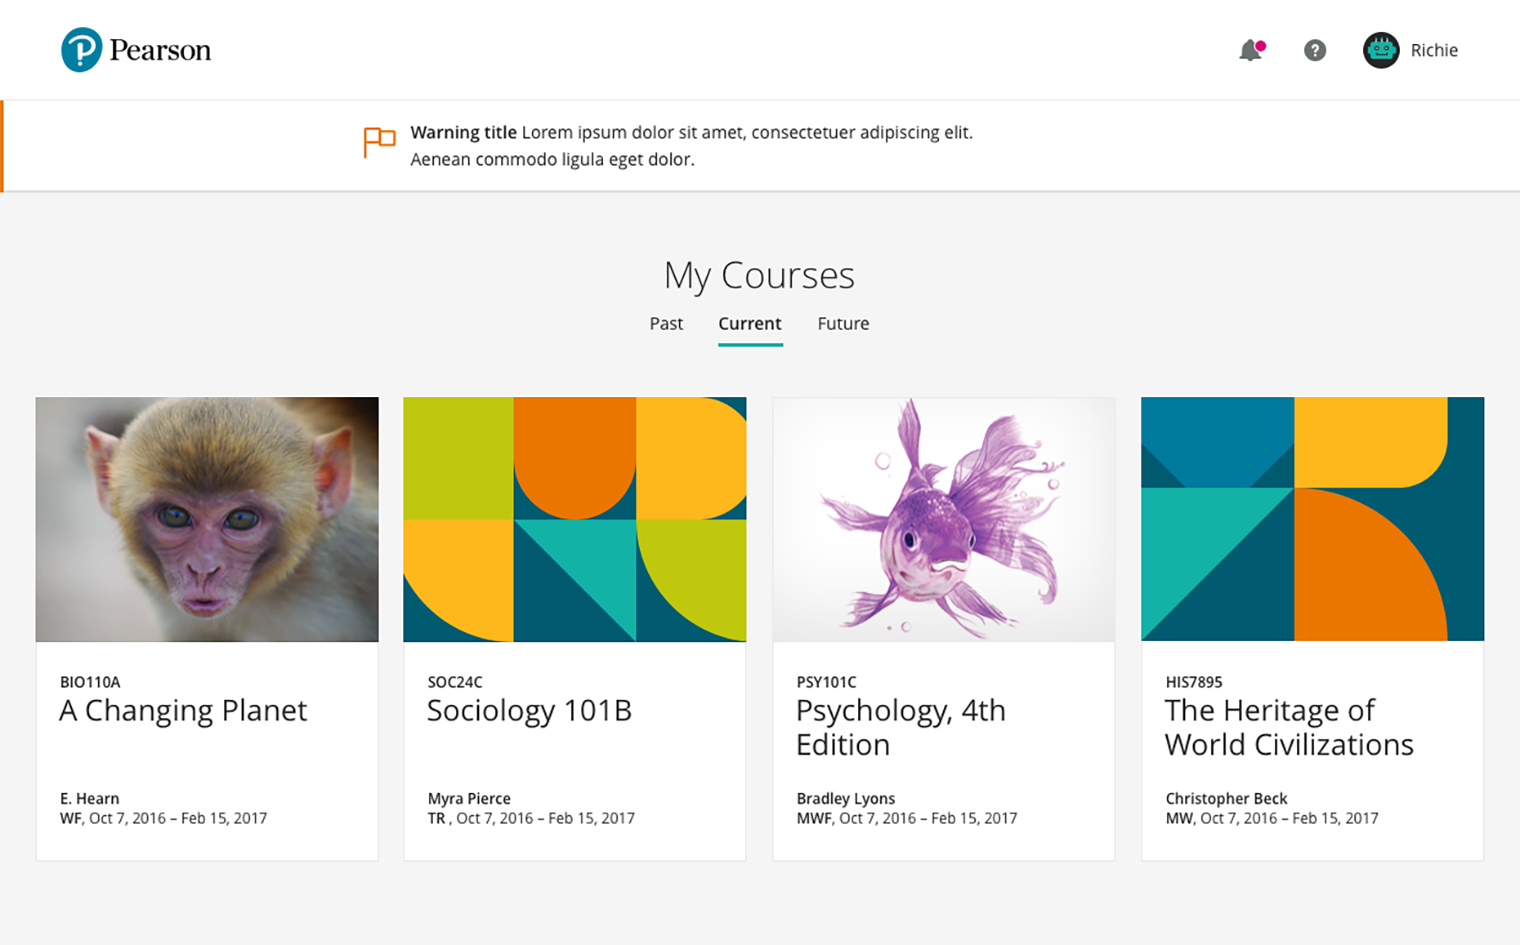 Pearson
Richie
Warning title Lorem ipsum dolor sit amet, consectetuer adipiscing elit.
Aenean commodo ligula eget dolor.
My Courses
Past Current Future
BIO110A
A Changing Planet
E. Hearn
WF, Oct 7, 2016 – Feb 15, 2017
SOC24C
Sociology 101B
Myra Pierce
TR , Oct 7, 2016 – Feb 15, 2017
PSY101C
Psychology, 4th
Edition
Bradley Lyons
MWF, Oct 7, 2016 – Feb 15, 2017
HIS7895
The Heritage of
World Civilizations
Christopher Beck
MW, Oct 7, 2016 – Feb 15, 2017